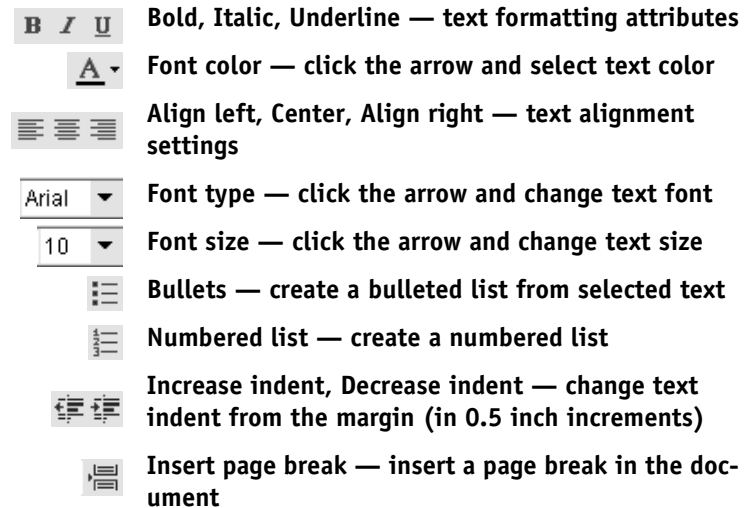 B I U Bold, Italic, Underline — text formatting attributes
A Font color — click the arrow and select text color
Align left, Center, Align right — text alignment
settings
Arial Font type — click the arrow and change text font
10 Font size — click the arrow and change text size
Bullets — create a bulleted list from selected text
1 2 3 Numbered list — create a numbered list
Increase indent, Decrease indent — change text
indent from the margin (in 0.5 inch increments)
Insert page break — insert a page break in the doc-
ument